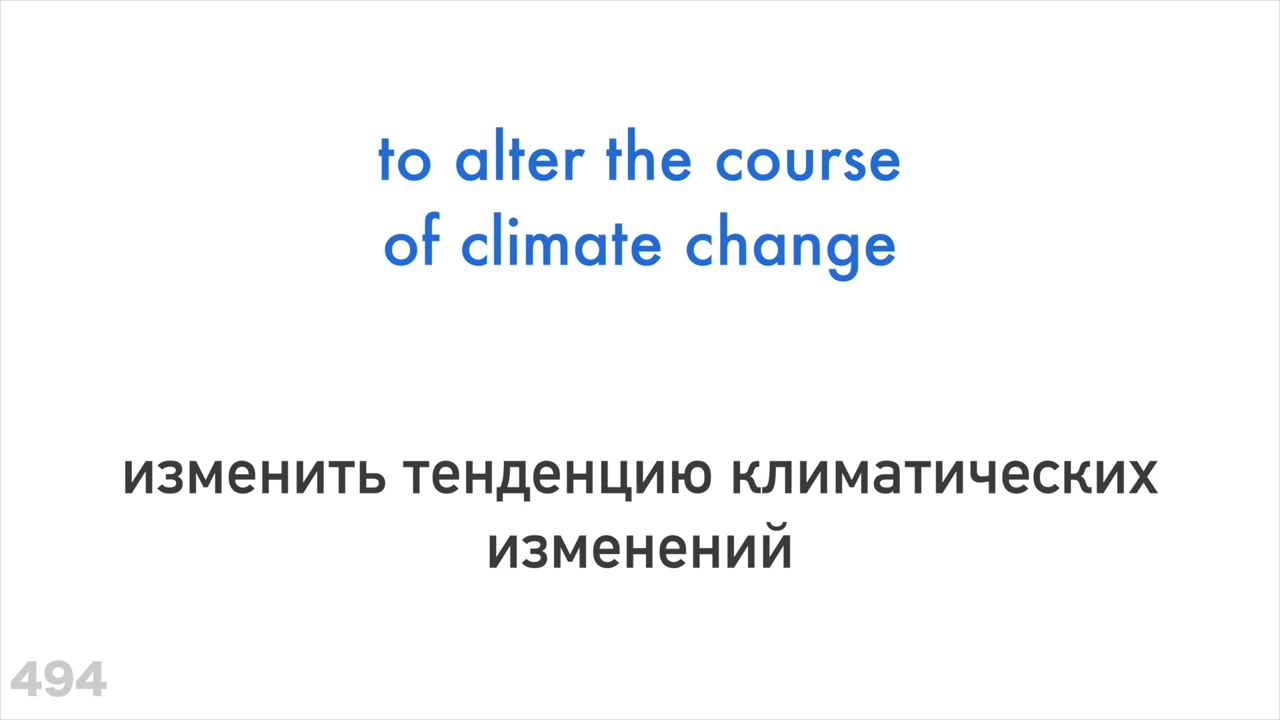 to alter the course
of climate change
изменить тенденцию климатических
изменений
494